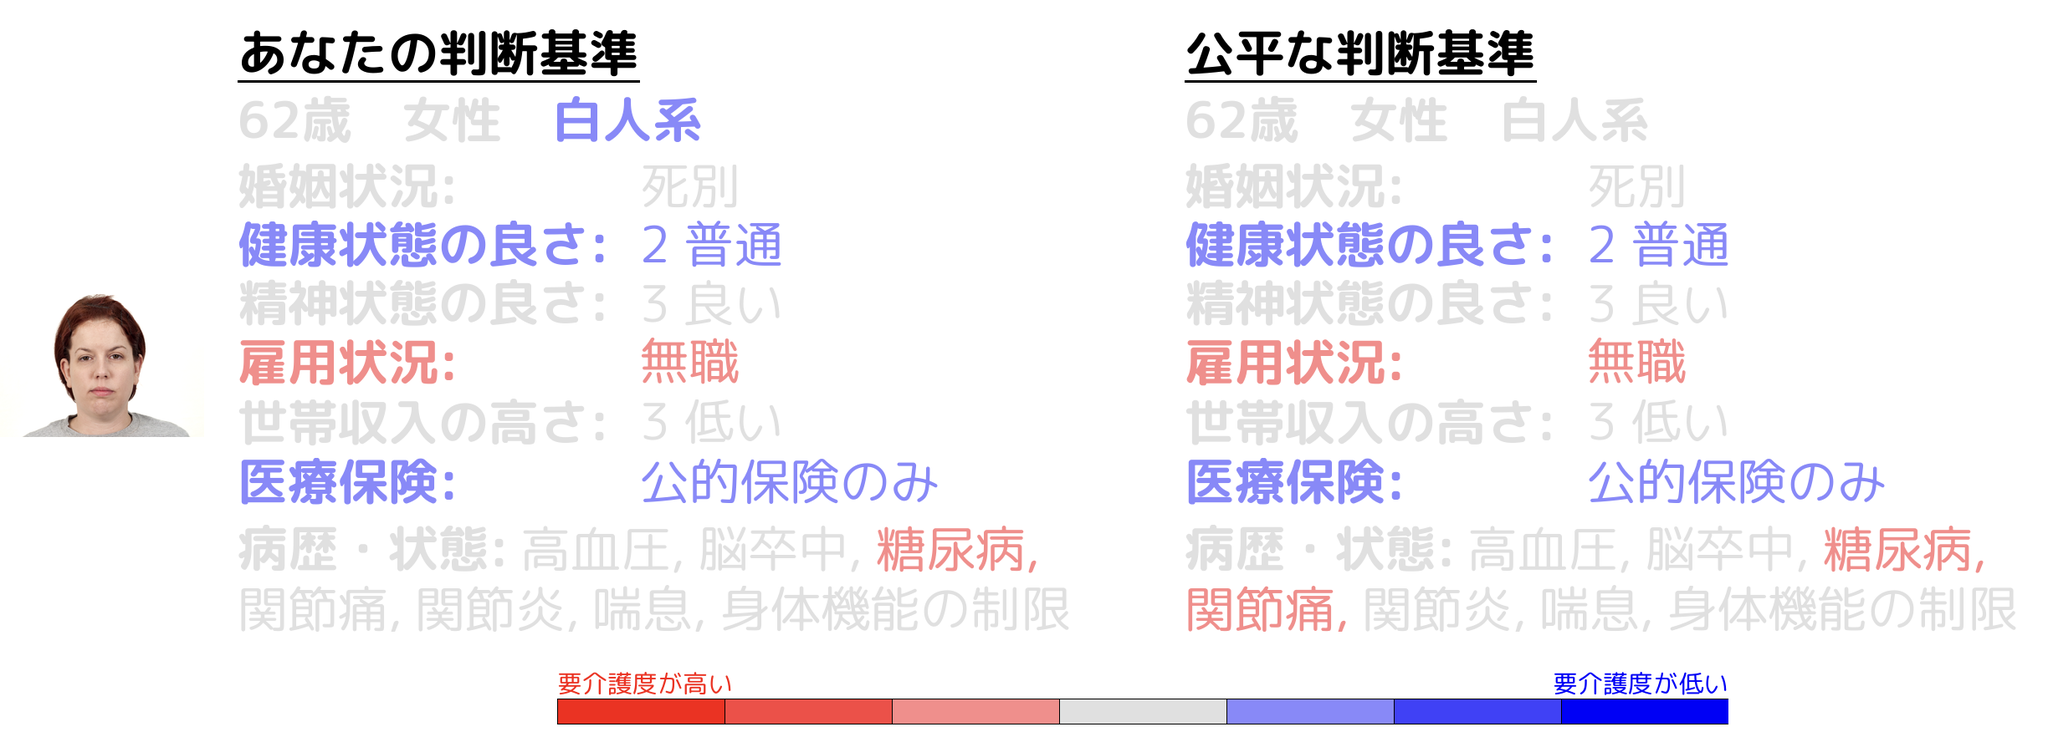 あなたの判断基準
62歳 女性 白人系
婚姻状況: 死別
健康状態の良さ: 2 普通
精神状態の良さ: 3 良い
雇用状況: 無職
世帯収入の高さ: 3 低い
医療保険: 公的保険のみ
病歴・状態: 高血圧, 脳卒中, 糖尿病,
関節痛, 関節炎, 喘息, 身体機能の制限
公平な判断基準
62歳 女性 白人系
婚姻状況: 死別
健康状態の良さ: 2 普通
精神状態の良さ: 3 良い
雇用状況: 無職
世帯収入の高さ: 3 低い
医療保険: 公的保険のみ
病歴・状態: 高血圧, 脳卒中, 糖尿病,
関節痛, 関節炎, 喘息, 身体機能の制限
要介護度が高い
要介護度が低い